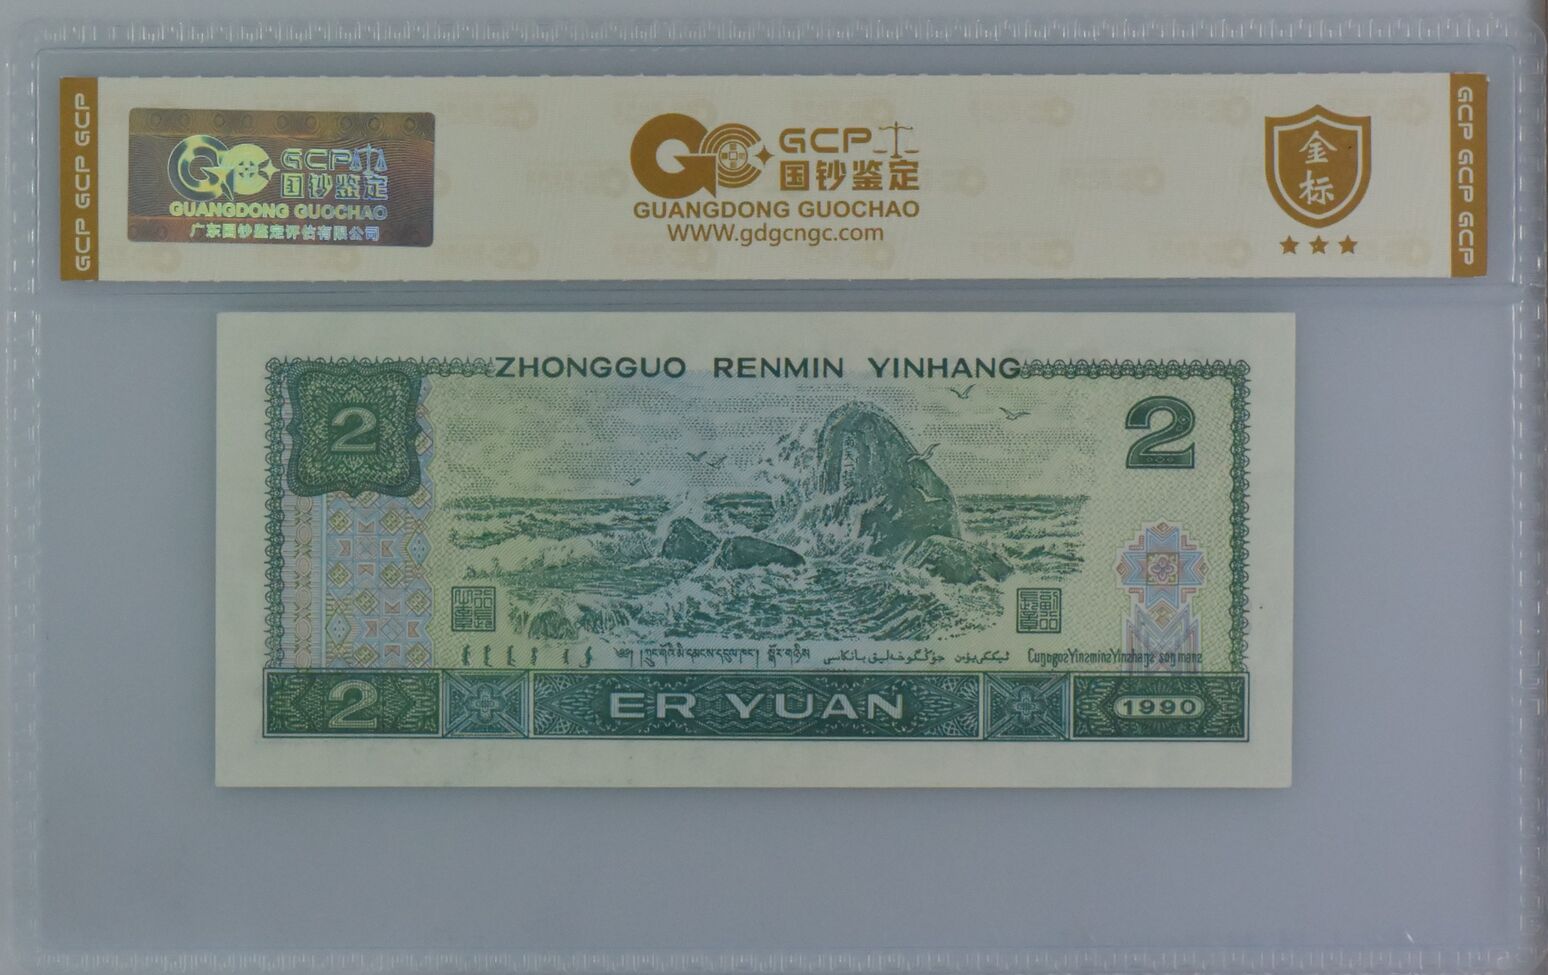 GCP GCP GCP
GCP
国钞鉴定
GUANGDONG GUOCHAO
广东国钞鉴定评估有限公司
GCP
国钞鉴定
GUANGDONG GUOCHAO
WWW.gdgcngc.com
金
标
GCP GCP GCP
ZHONGGUO RENMIN YINHANG
2
2
2
ER YUAN
1990